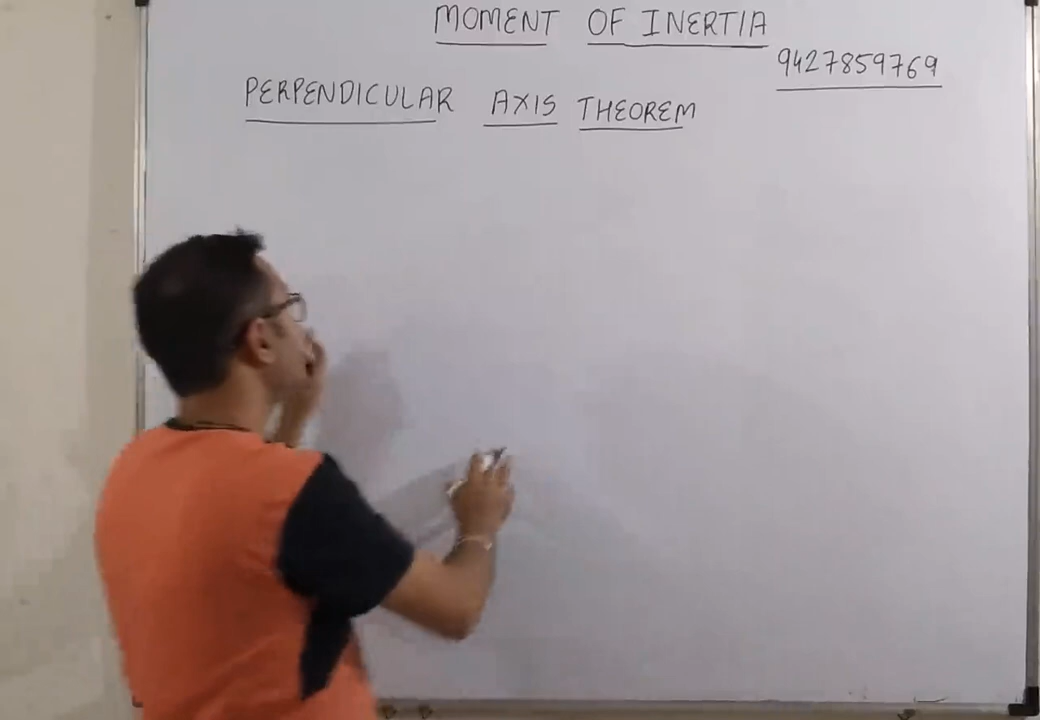 MOMENT OF INERTIA
9427859769
PERPENDICULAR AXIS THEOREM